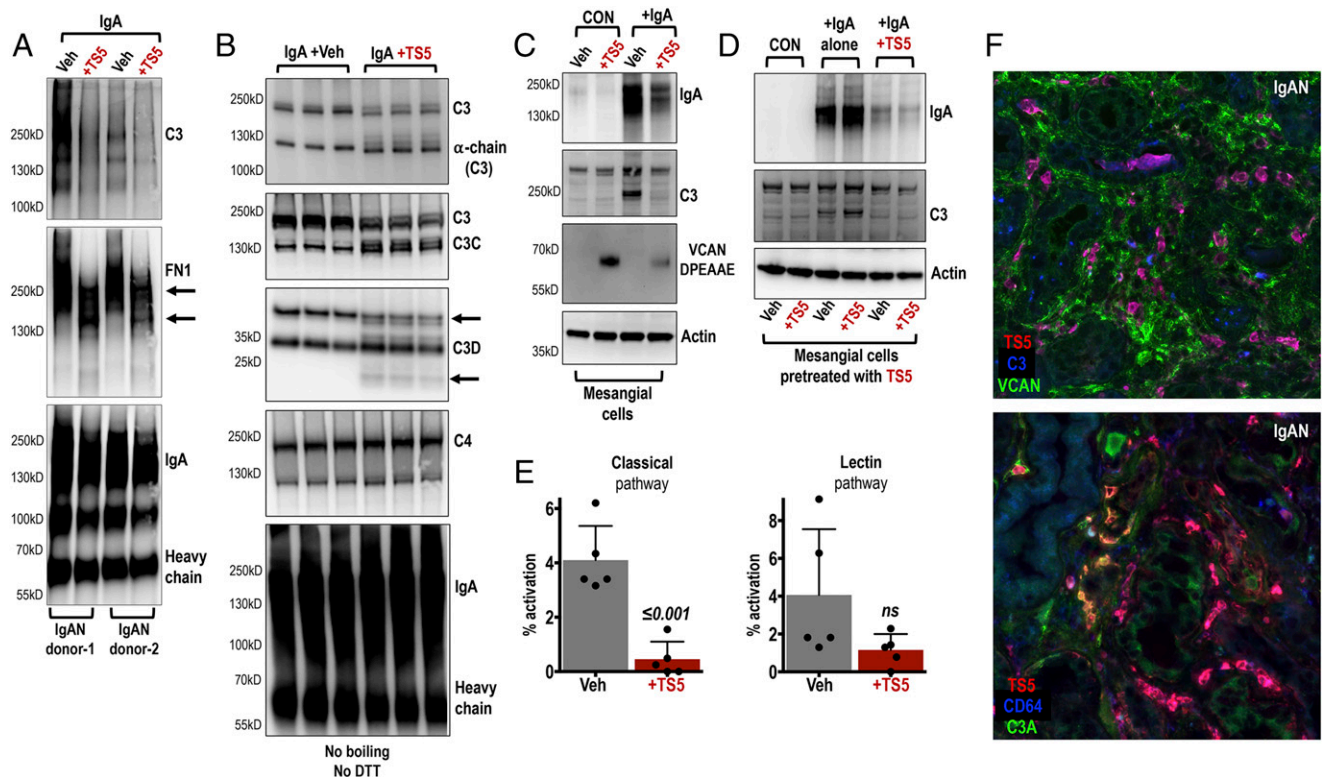 A
IgA
Veh
+TS5
Veh
+TS5
250kD
130kD
100kD
C3
250kD
130kD
FN1
250kD
130kD
100kD
70kD
55kD
IgA
Heavy
chain
IgAN
donor-1
IgAN
donor-2
B
IgA +Veh
IgA +TS5
250kD
130kD
100kD
C3
α-chain
(C3)
250kD
130kD
C3
C3C
35kD
25kD
C3D
250kD
130kD
C4
250kD
130kD
100kD
70kD
55kD
IgA
Heavy
chain
No boiling
No DTT
C
CON
+IgA
Veh
+TS5
Veh
+TS5
250kD
130kD
IgA
250kD
C3
70kD
55kD
VCAN
DPEAAE
35kD
Actin
Mesangial
cells
D
CON
+IgA
alone
+IgA
+TS5
IgA
C3
Actin
Veh
+TS5
Veh
+TS5
Veh
+TS5
Mesangial cells
pretreated with TS5
E
Classical
pathway
% activation
6
4
2
0
≤0.001
Veh
+TS5
Lectin
pathway
% activation
10
8
6
4
2
0
ns
Veh
+TS5
F
IgAN
TS5
C3
VCAN
IgAN
TS5
CD64
C3A